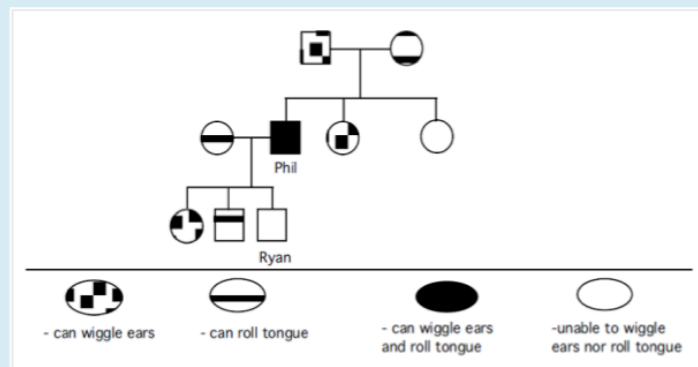 Phil
Ryan
- can wiggle ears
- can roll tongue
- can wiggle ears
and roll tongue
-unable to wiggle
ears nor roll tongue